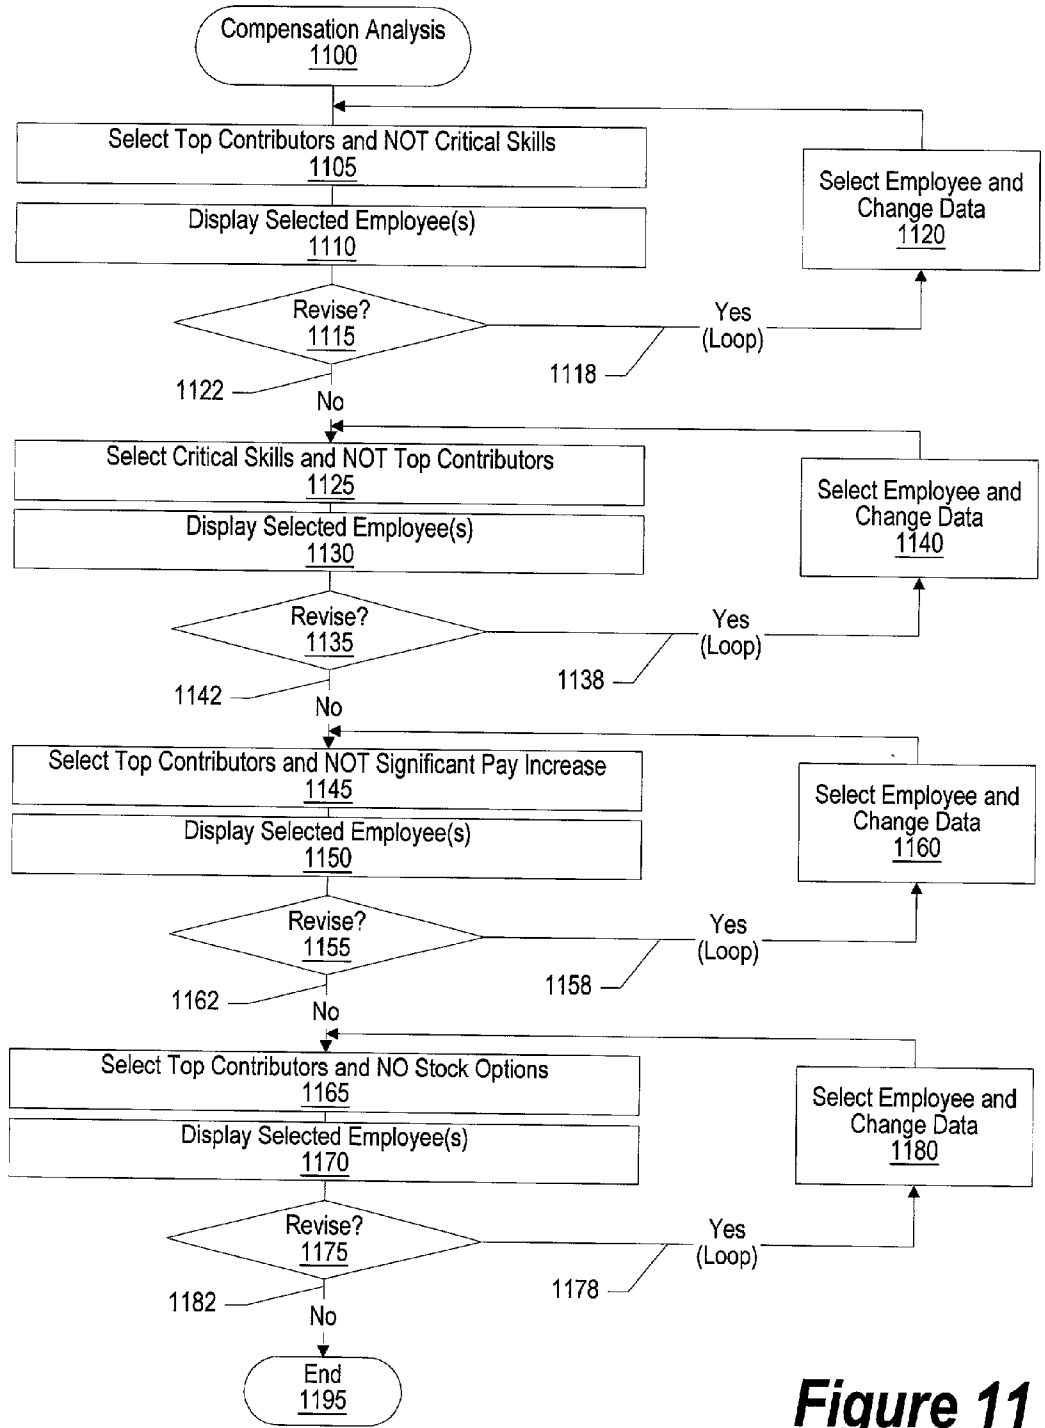 Compensation Analysis
1100
Select Top Contributors and NOT Critical Skills
1105
Select Employee and
Change Data
1120
Display Selected Employee(s)
1110
Revise?
1115
Yes
(Loop)
1118
1122
No
Select Critical Skills and NOT Top Contributors
1125
Select Employee and
Change Data
1140
Display Selected Employee(s)
1130
Revise?
1135
Yes
(Loop)
1138
1142
No
Select Top Contributors and NOT Significant Pay Increase
1145
Select Employee and
Change Data
1160
Display Selected Employee(s)
1150
Revise?
1155
Yes
(Loop)
1158
1162
No
Select Top Contributors and NO Stock Options
1165
Select Employee and
Change Data
1180
Display Selected Employee(s)
1170
Revise?
1175
Yes
(Loop)
1178
1182
No
End
1195
Figure 11